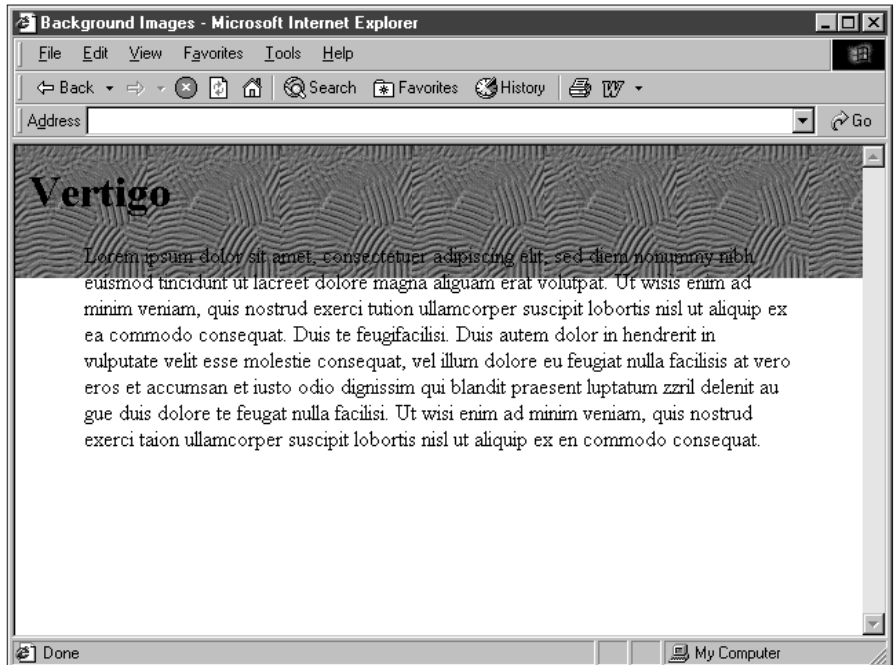 Background Images - Microsoft Internet Explorer
File Edit View Favorites Tools Help
Back Search Favorites History
Address Go
Vertigo
Lorem ipsum dolor sit amet, consectetuer adipiscing elit, sed diem nonummy nibh
euismod tincidunt ut lacreet dolore magna aliguam erat volutpat. Ut wisis enim ad
minim veniam, quis nostrud exerci tution ullamcorper suscipit lobortis nisl ut aliquip ex
ea commodo consequat. Duis te feugifacilisi. Duis autem dolor in hendrerit in
vulputate velit esse molestie consequat, vel illum dolore eu feugiat nulla facilisis at vero
eros et accumsan et iusto odio dignissim qui blandit praesent luptatum zzril delenit au
gue duis dolore te feugat nulla facilisi. Ut wisi enim ad minim veniam, quis nostrud
exerci taion ullamcorper suscipit lobortis nisl ut aliquip ex en commodo consequat.
Done My Computer